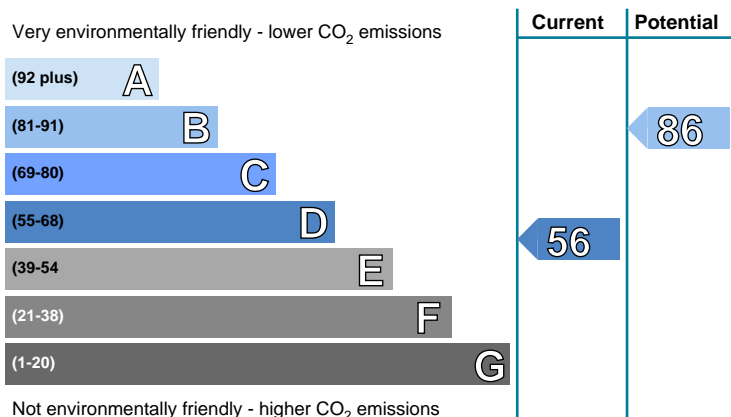 Very environmentally friendly - lower CO2 emissions
Current
Potential
(92 plus) A
(81-91) B
86
(69-80) C
(55-68) D
56
(39-54 E
(21-38) F
(1-20) G
Not environmentally friendly - higher CO2 emissions